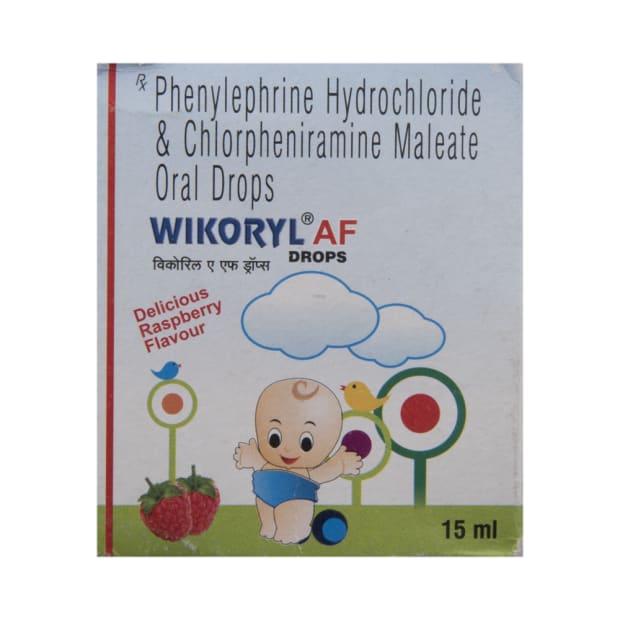 Rx Phenylephrine Hydrochloride
& Chlorpheniramine Maleate
Oral Drops
WIKORYL® AF
DROPS
विकोरिल ए एफ ड्रॉप्स
Delicious
Raspberry
Flavour
15 ml